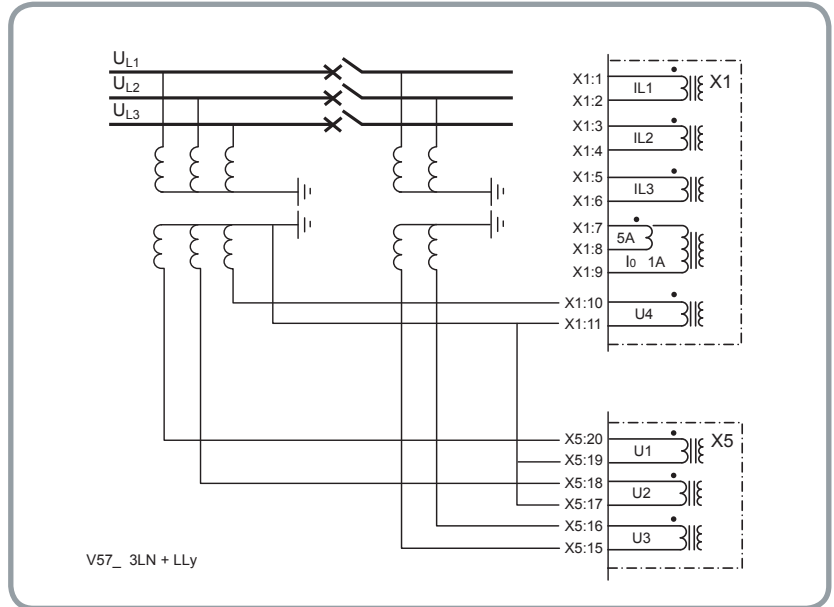 UL1
UL2
UL3
X1:1
X1:2
IL1
X1
X1:3
X1:4
IL2
X1:5
X1:6
IL3
X1:7
X1:8
X1:9
5A
I0 1A
X1:10
X1:11
U4
X5:20
X5:19
U1
X5
X5:18
X5:17
U2
X5:16
X5:15
U3
V57_ 3LN + LLy